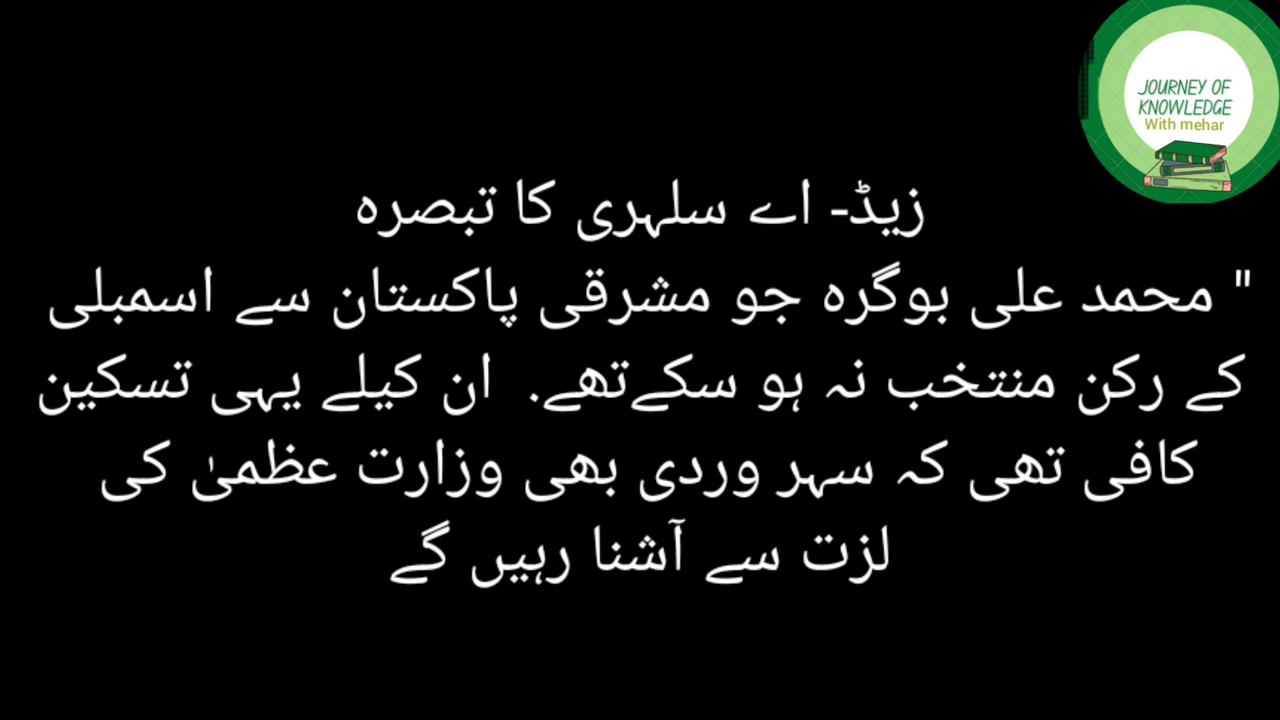 JOURNEY OF
KNOWLEDGE
With mehar
زیڈ- اے سلہری کا تبصرہ
" محمد علی بوگرہ جو مشرقی پاکستان سے اسمبلی
کے رکن منتخب نہ ہو سکےتھے. ان کیلے یہی تسکین
کافی تھی کہ سہر وردی بھی وزارت عظمیٰ کی
لزت سے آشنا رہیں گے